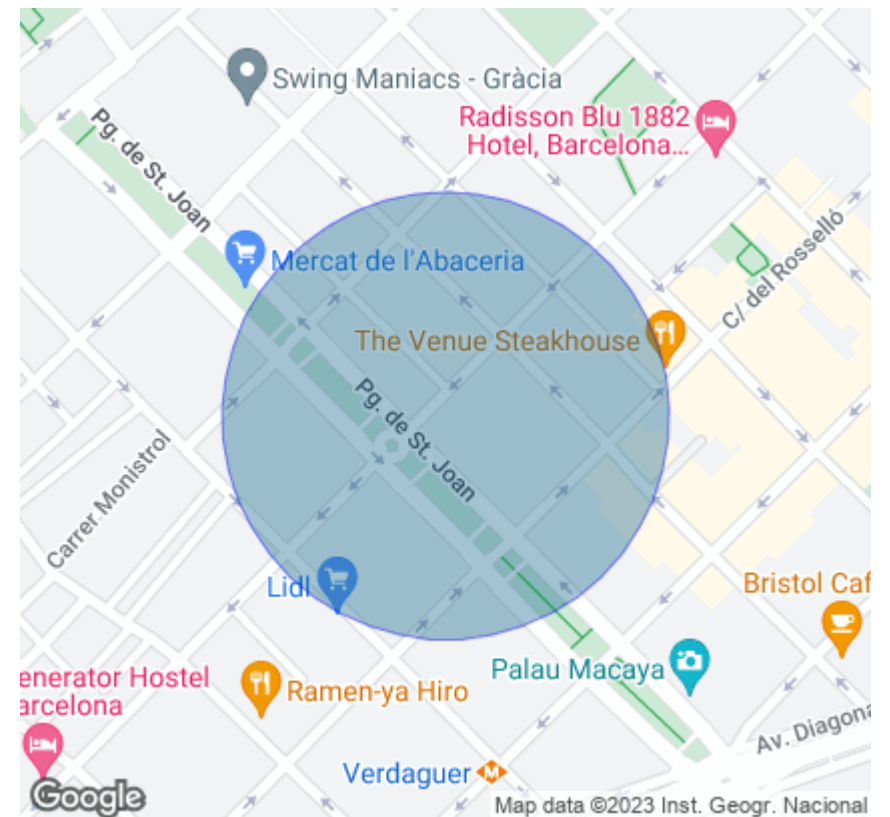 Swing Maniacs - Gràcia
Radisson Blu 1882
Hotel, Barcelona...
Pg. de St. Joan
C/ del Rosselló
Mercat de l'Abaceria
The Venue Steakhouse
Pg. de St. Joan
Carrer Monistrol
Lidl
Bristol Caf
Palau Macaya
enerator Hostel
arcelona
Ramen-ya Hiro
Av. Diagona
Verdaguer M
Google
Map data ©2023 Inst. Geogr. Nacional